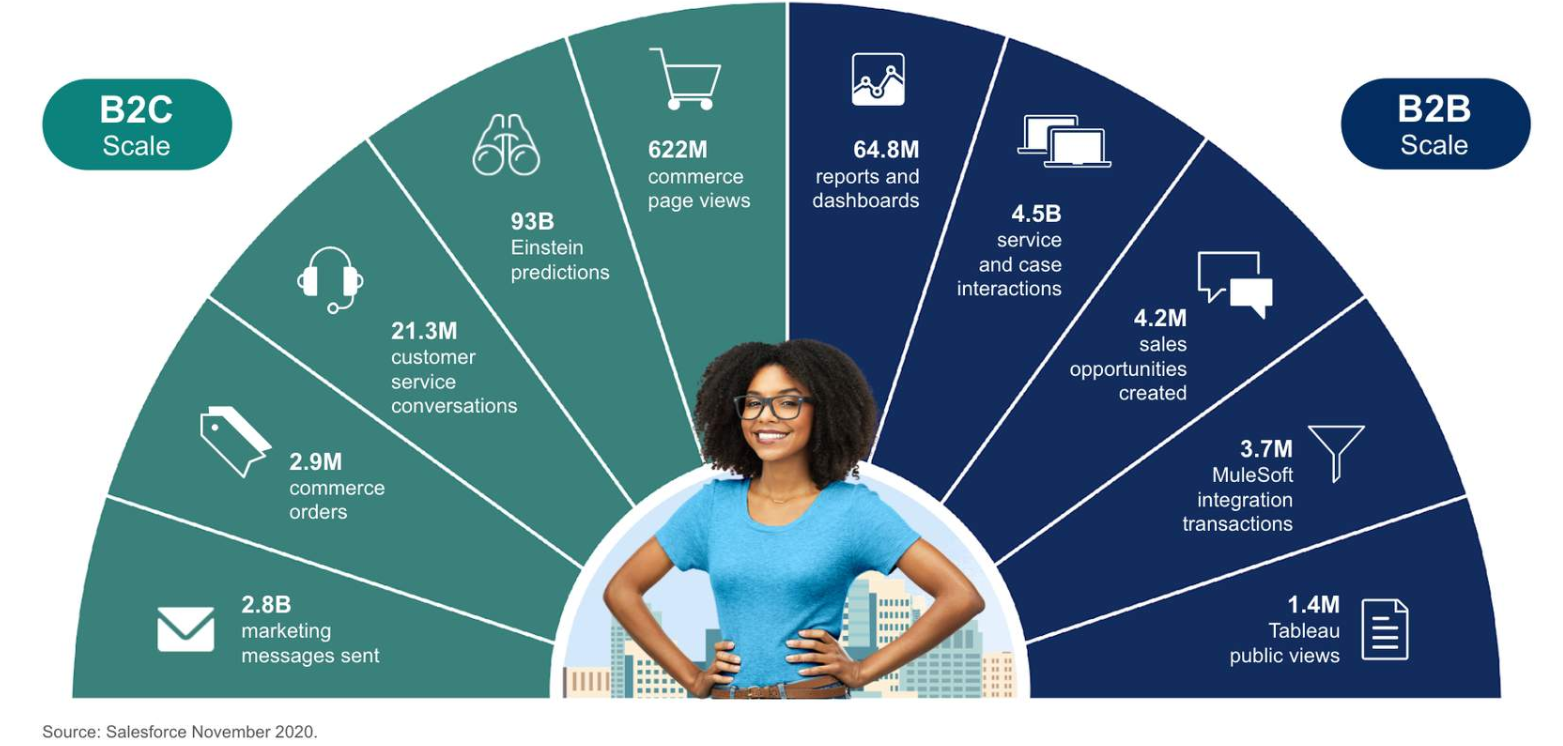 B2C
Scale
B2B
Scale
2.8B
marketing
messages sent
2.9M
commerce
orders
21.3M
customer
service
conversations
93B
Einstein
predictions
622M
commerce
page views
64.8M
reports and
dashboards
4.5B
service
and case
interactions
4.2M
sales
opportunities
created
3.7M
MuleSoft
integration
transactions
1.4M
Tableau
public views
Source: Salesforce November 2020.